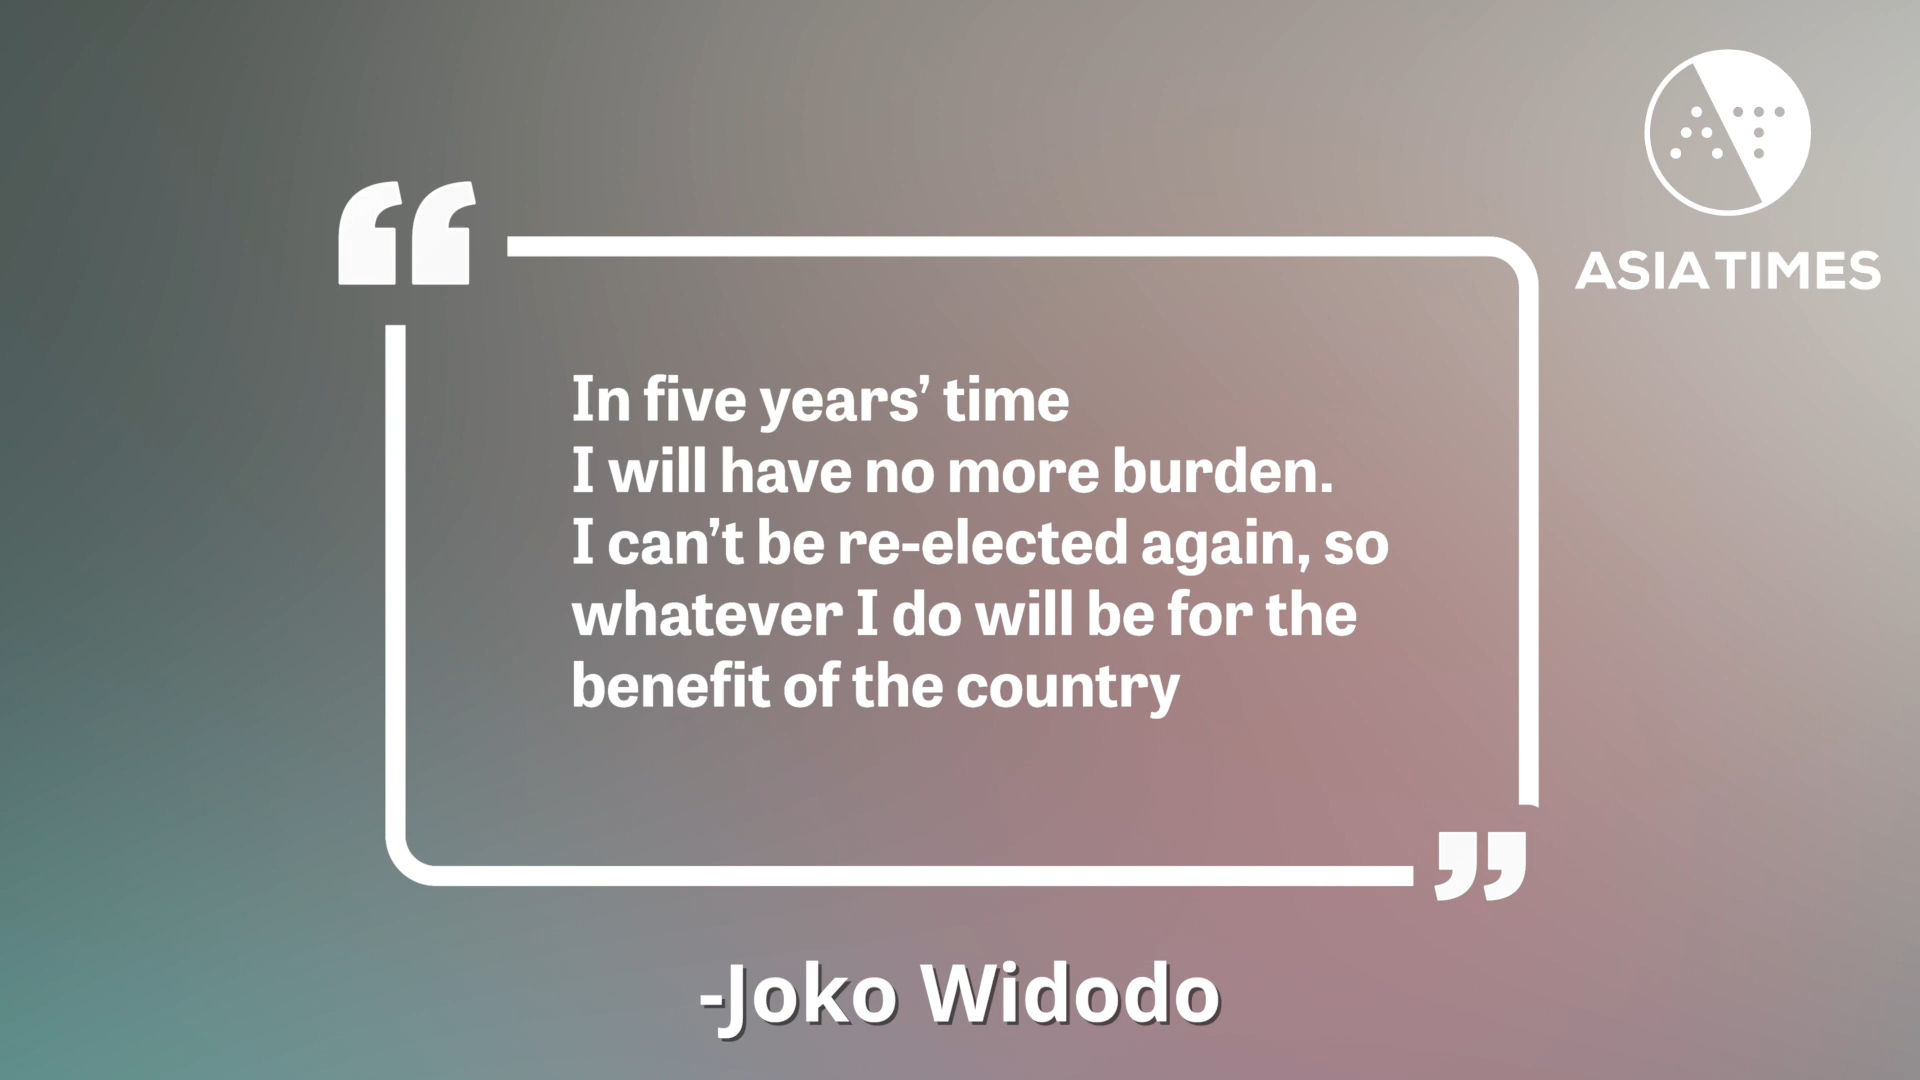 AT
ASIA TIMES
“
In five years’ time
I will have no more burden.
I can’t be re-elected again, so
whatever I do will be for the
benefit of the country
”
-Joko Widodo